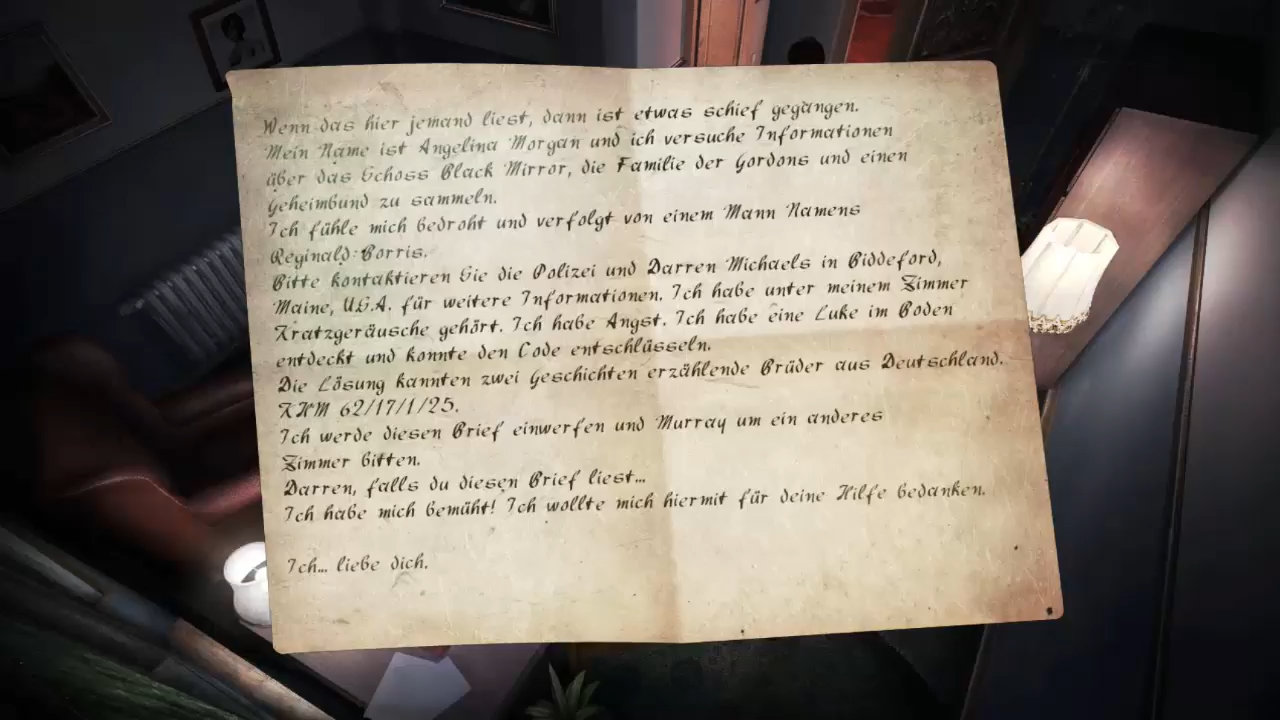 Wenn das hier jemand liest, dann ist etwas schief gegangen.
Mein Name ist Angelina Morgan und ich versuche Informationen
über das Schoss Black Mirror, die Familie der Gordons und einen
Geheimbund zu sammeln.
Ich fühle mich bedroht und verfolgt von einem Mann Namens
Reginald Borris.
Bitte kontaktieren Sie die Polizei und Darren Michaels in Biddeford,
Maine, USA. für weitere Informationen. Ich habe unter meinem Zimmer
Kratzgeräusche gehört. Ich habe Angst. Ich habe eine Luke im Boden
entdeckt und konnte den Code entschlüsseln.
Die Lösung kannten zwei Geschichten erzählende Brüder aus Deutschland.
KHM 62/17/1/25.
Ich werde diesen Brief einwerfen und Murray um ein anderes
Zimmer bitten.
Darren, falls du diesen Brief liest...
Ich habe mich bemüht! Ich wollte mich hiermit für deine Hilfe bedanken.
Ich... liebe dich.